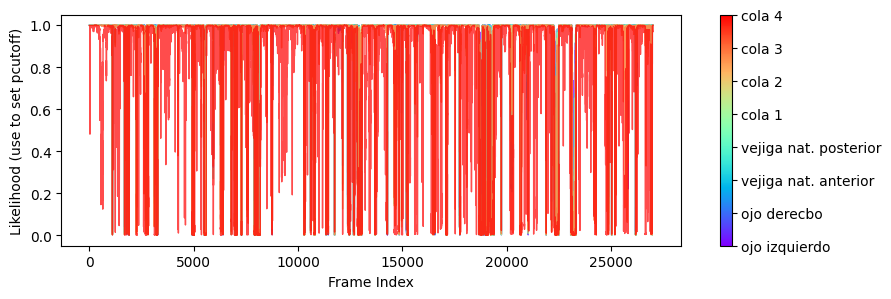 Likelihood (use to set pcutoff)
1.0
0.8
0.6
0.4
0.2
0.0
0
5000
10000
15000
20000
25000
Frame Index
cola 4
cola 3
cola 2
cola 1
vejiga nat. posterior
vejiga nat. anterior
ojo derecbo
ojo izquierdo